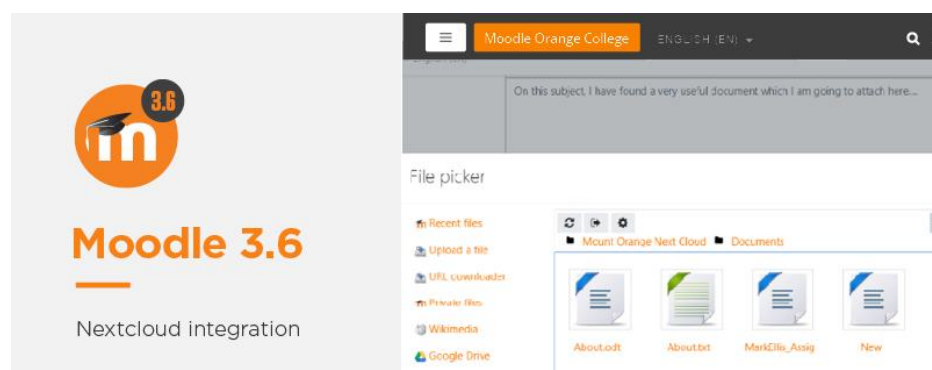 3.6
m
Moodle 3.6
Nextcloud integration
Moodle Orange College ENGLISH (EN)
On this subject, I have found a very useful document which I am going to attach here...
File picker
Recent files
Upload a file
URL downloader
Private files
Wikimedia
Google Drive
Mount Orange Next Cloud Documents
About.odt About.txt MarkEllis_Assig New